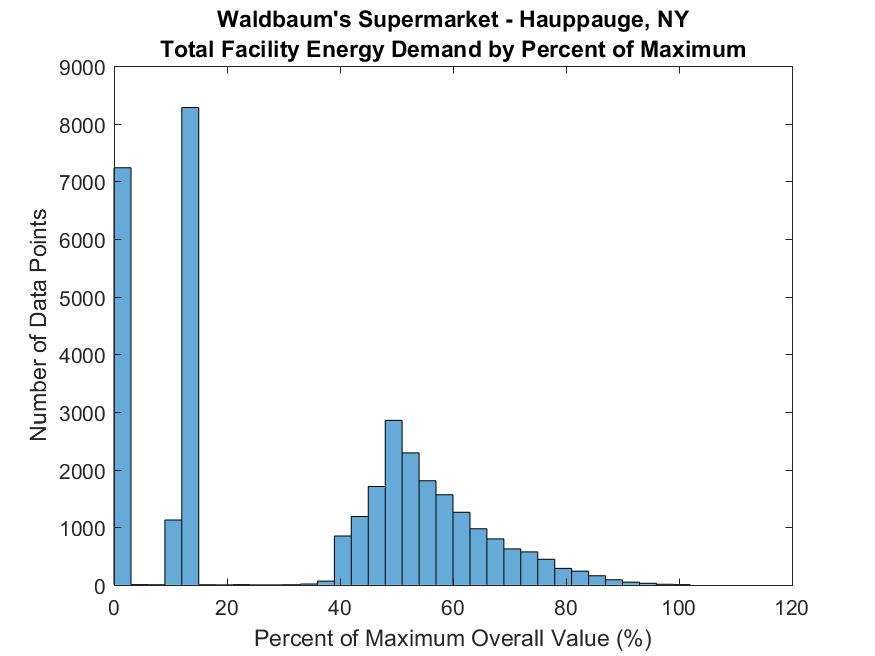 Waldbaum's Supermarket - Hauppauge, NY
Total Facility Energy Demand by Percent of Maximum
9000
8000
7000
6000
5000
4000
3000
2000
1000
0
Number of Data Points
0 20 40 60 80 100 120
Percent of Maximum Overall Value (%)